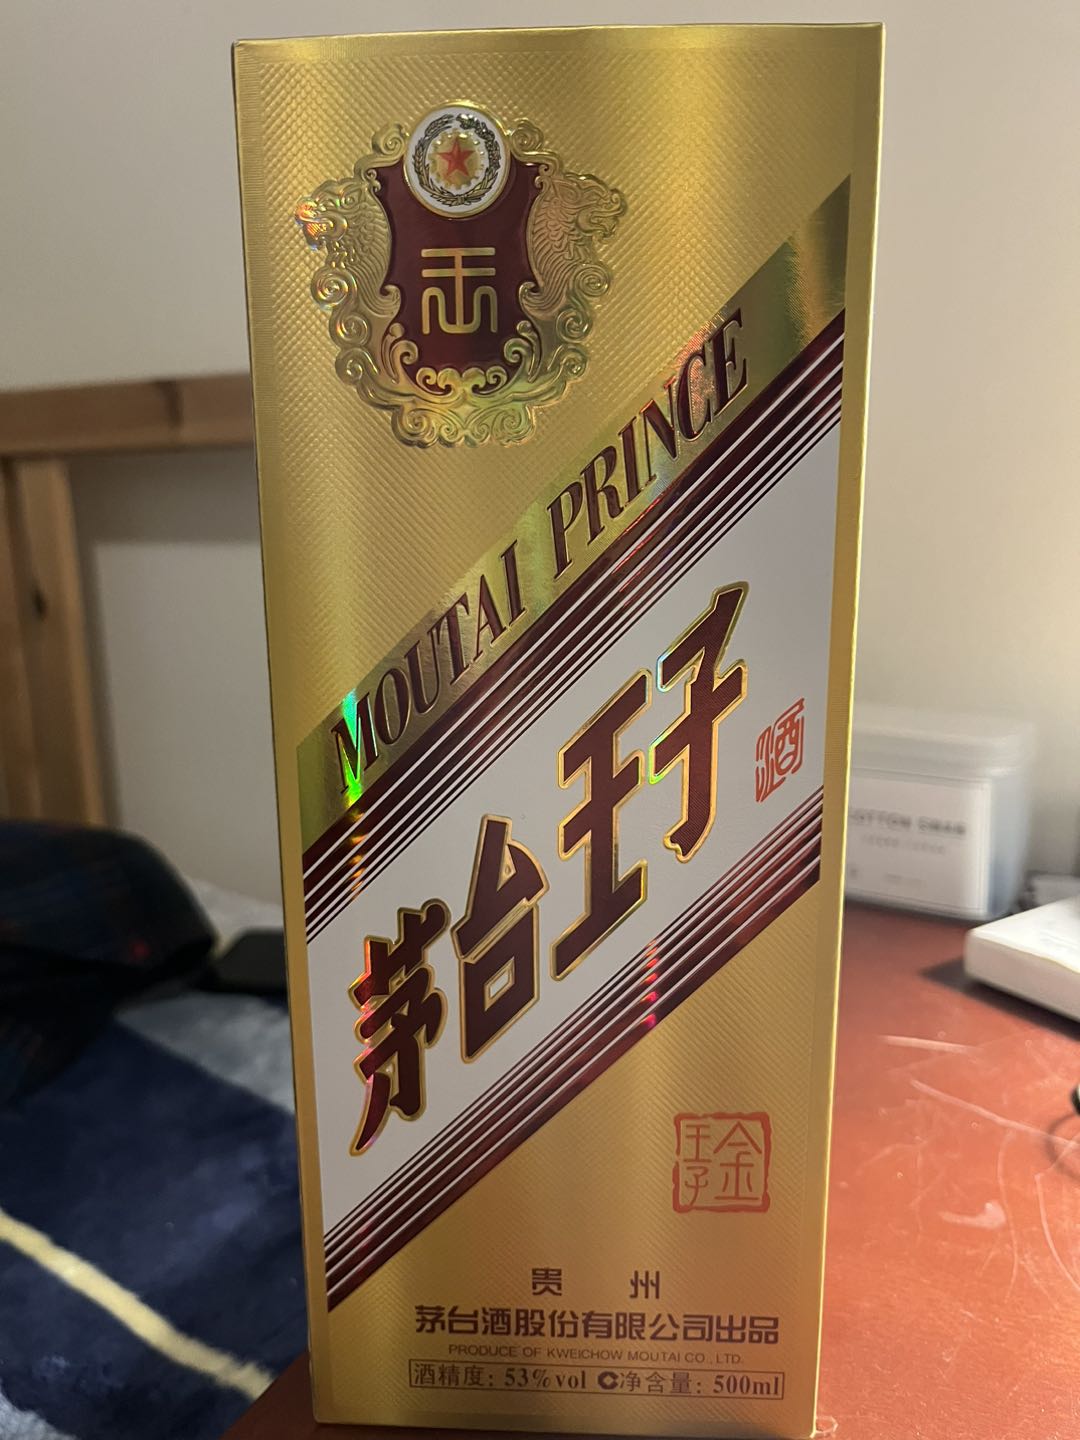 MOUTAI PRINCE
茅台王子
酒
金王子
贵 州
茅台酒股份有限公司出品
PRODUCE OF KWEICHOW MOUTAI CO., LTD.
酒精度：53%vol 净含量：500ml
COTTON SWAB